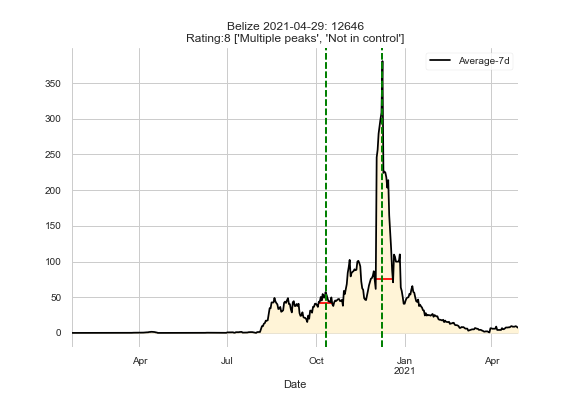 Belize 2021-04-29: 12646
Rating:8 ['Multiple peaks', 'Not in control']
Average-7d
350
300
250
200
150
100
50
0
Apr
Jul
Oct
Jan
2021
Apr
Date